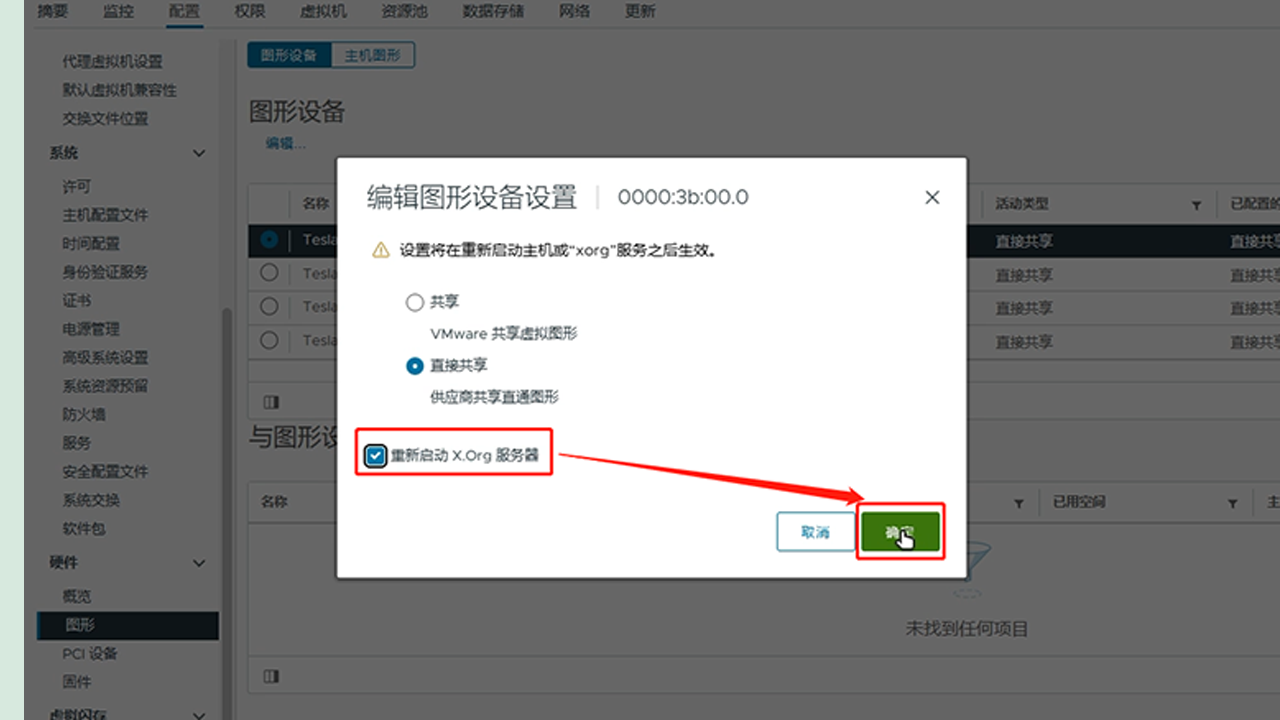 摘要 监控 配置 权限 虚拟机 资源池 数据存储 网络 更新
代理虚拟机设置
默认虚拟机兼容性
交换文件位置
系统
许可
主机配置文件
时间配置
身份验证服务
证书
电源管理
高级系统设置
系统资源预留
防火墙
服务
安全配置文件
系统交换
软件包
硬件
概览
图形
PCI 设备
固件
虚拟闪存
图形设备 主机图形
图形设备
编辑...
名称 活动类型 已配置的
Tesla 直接共享 直接共享
Tesla 直接共享 直接共享
Tesla 直接共享 直接共享
Tesla 直接共享 直接共享
编辑图形设备设置 0000:3b:00.0
设置将在重新启动主机或“xorg”服务之后生效。
共享
VMware 共享虚拟图形
直接共享
供应商共享直通图形
重新启动 X.Org 服务器
取消 确定
与图形设
名称 已用空间 主
未找到任何项目